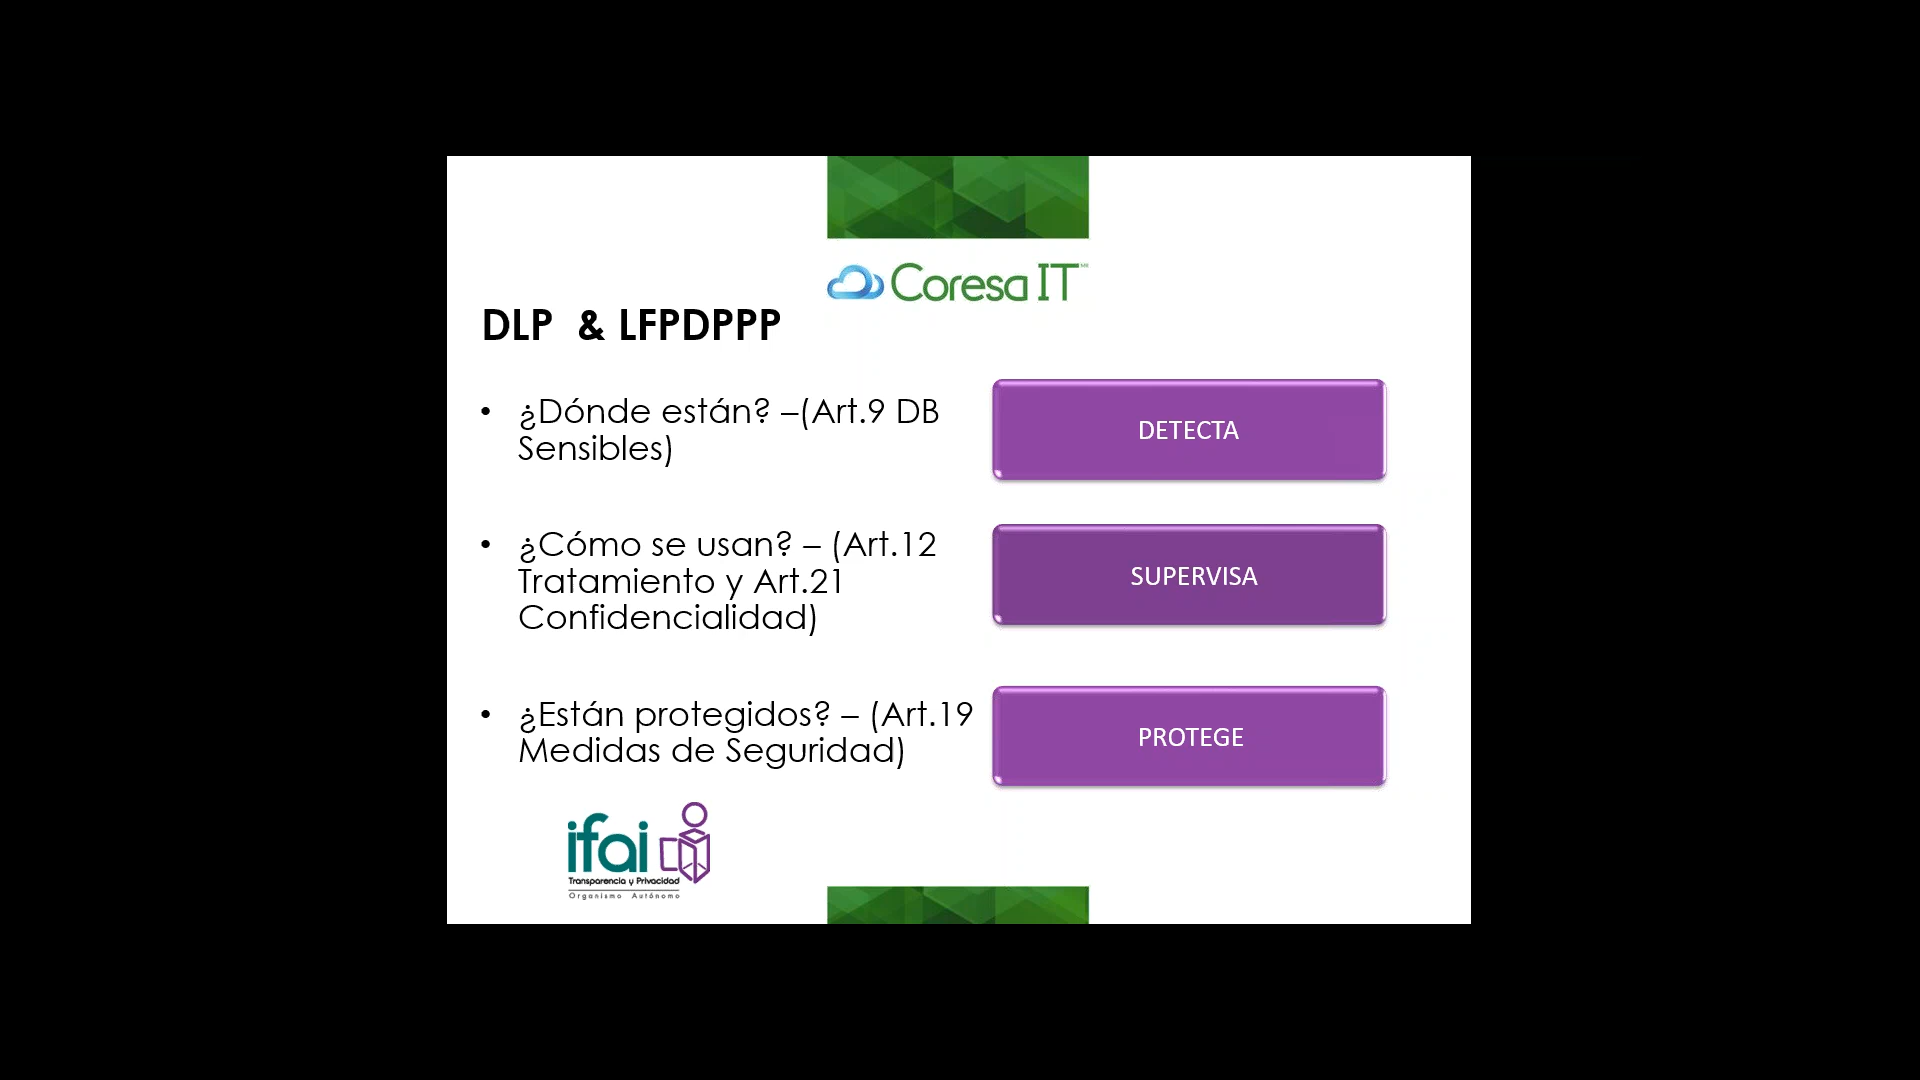 Coresa IT
DLP & LFPDPPP
• ¿Dónde están? –(Art.9 DB
Sensibles)
DETECTA
• ¿Cómo se usan? – (Art.12
Tratamiento y Art.21
Confidencialidad)
SUPERVISA
• ¿Están protegidos? – (Art.19
Medidas de Seguridad)
PROTEGE
ifai
Transparencia y Privacidad
Organismo Autónomo